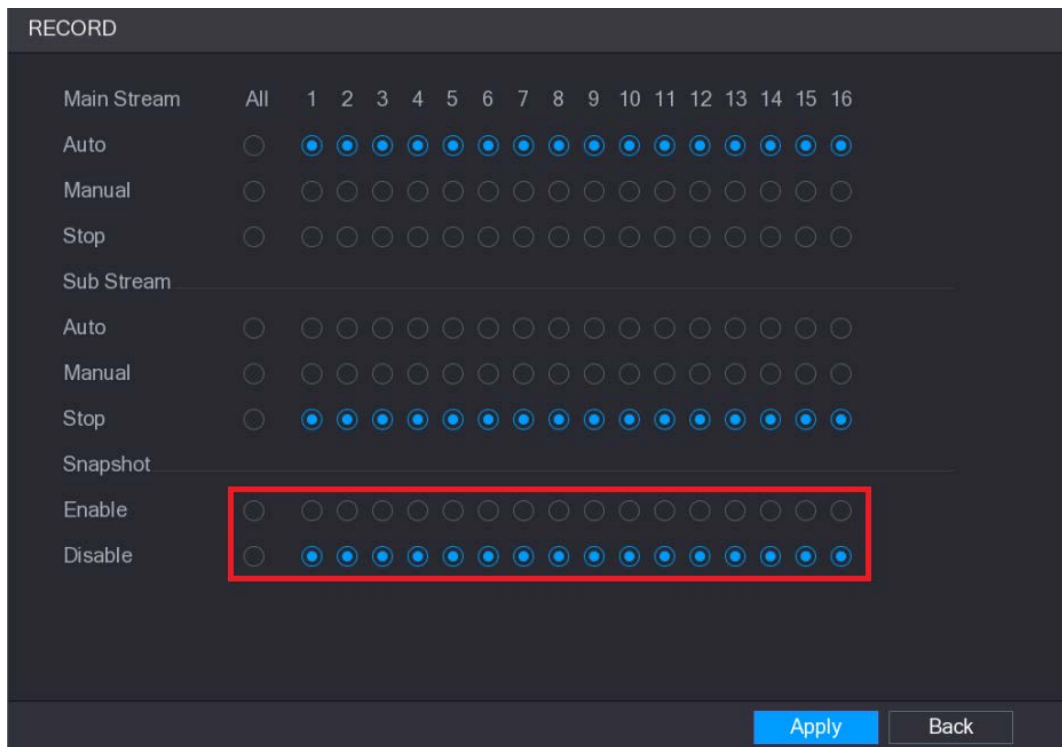 RECORD
Main Stream All 1 2 3 4 5 6 7 8 9 10 11 12 13 14 15 16
Auto
Manual
Stop
Sub Stream
Auto
Manual
Stop
Snapshot
Enable
Disable
Apply Back